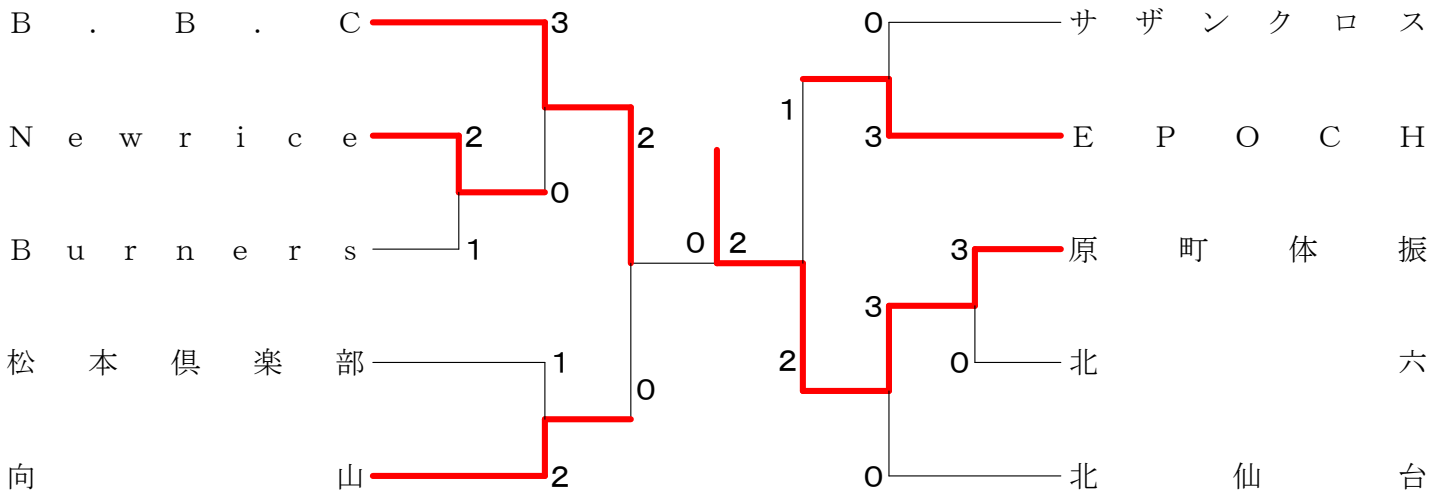 B.B.C 3 0 サザンクロス
1
Newrice 2 2 3 EPOCH
0
Burners 1 0 2 3 原町体振
3
松本倶楽部 1 2 0 北六
0
向山 2 0 北仙台